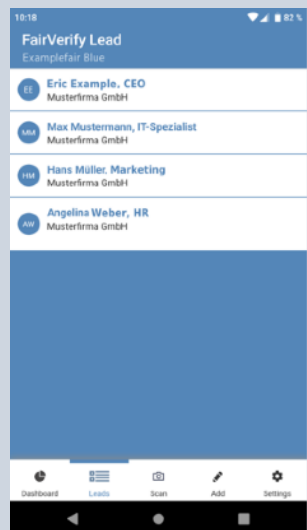 10:18
82 %
FairVerify Lead
Examplefair Blue
EE
Eric Example, CEO
Musterfirma GmbH
MM
Max Mustermann, IT-Spezialist
Musterfirma GmbH
HM
Hans Müller, Marketing
Musterfirma GmbH
AW
Angelina Weber, HR
Musterfirma GmbH
Dashboard Leads Scan Add Settings